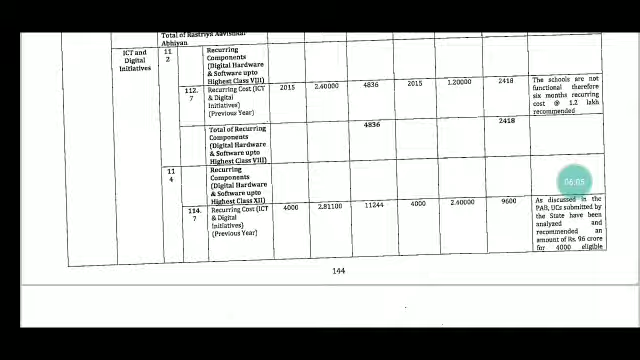 Total of Rastriya Aavishkar
Abhiyan
ICT and
Digital
Initiatives
11
2
Recurring
Components
(Digital Hardware
& Software upto
Highest Class VIII)
112.
7
Recurring Cost (ICT
& Digital
Initiatives)
(Previous Year)
2015
2.40000
4836
2015
1.20000
2418
The schools are not
functional therefore
six months recurring
cost @ 1.2 lakh
recommended
Total of Recurring
Components
(Digital Hardware
& Software upto
Highest Class VIII)
4836
2418
11
4
Recurring
Components
(Digital Hardware
& Software upto
Highest Class XII)
06:05
114.
7
Recurring Cost (ICT
& Digital
Initiatives)
(Previous Year)
4000
2.81100
11244
4000
2.40000
9600
As discussed in the
PAB, UCs submitted by
the State have been
analyzed and
recommended an
amount of Rs. 96 crore
for 4000 eligible
144